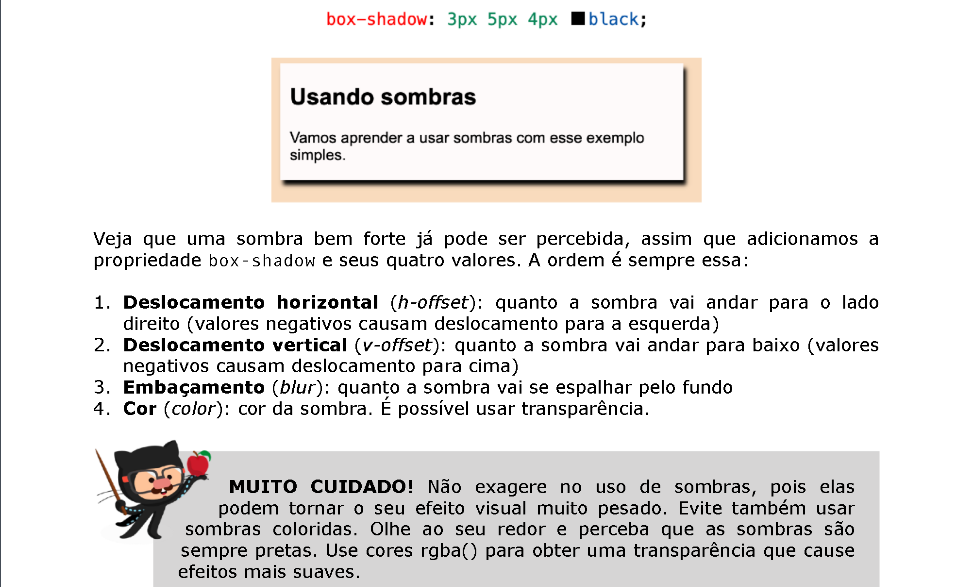 box-shadow: 3px 5px 4px black;
Usando sombras
Vamos aprender a usar sombras com esse exemplo
simples.
Veja que uma sombra bem forte já pode ser percebida, assim que adicionamos a
propriedade box-shadow e seus quatro valores. A ordem é sempre essa:
1. Deslocamento horizontal (h-offset): quanto a sombra vai andar para o lado
direito (valores negativos causam deslocamento para a esquerda)
2. Deslocamento vertical (v-offset): quanto a sombra vai andar para baixo (valores
negativos causam deslocamento para cima)
3. Embaçamento (blur): quanto a sombra vai se espalhar pelo fundo
4. Cor (color): cor da sombra. É possível usar transparência.
MUITO CUIDADO! Não exagere no uso de sombras, pois elas
podem tornar o seu efeito visual muito pesado. Evite também usar
sombras coloridas. Olhe ao seu redor e perceba que as sombras são
sempre pretas. Use cores rgba() para obter uma transparência que cause
efeitos mais suaves.